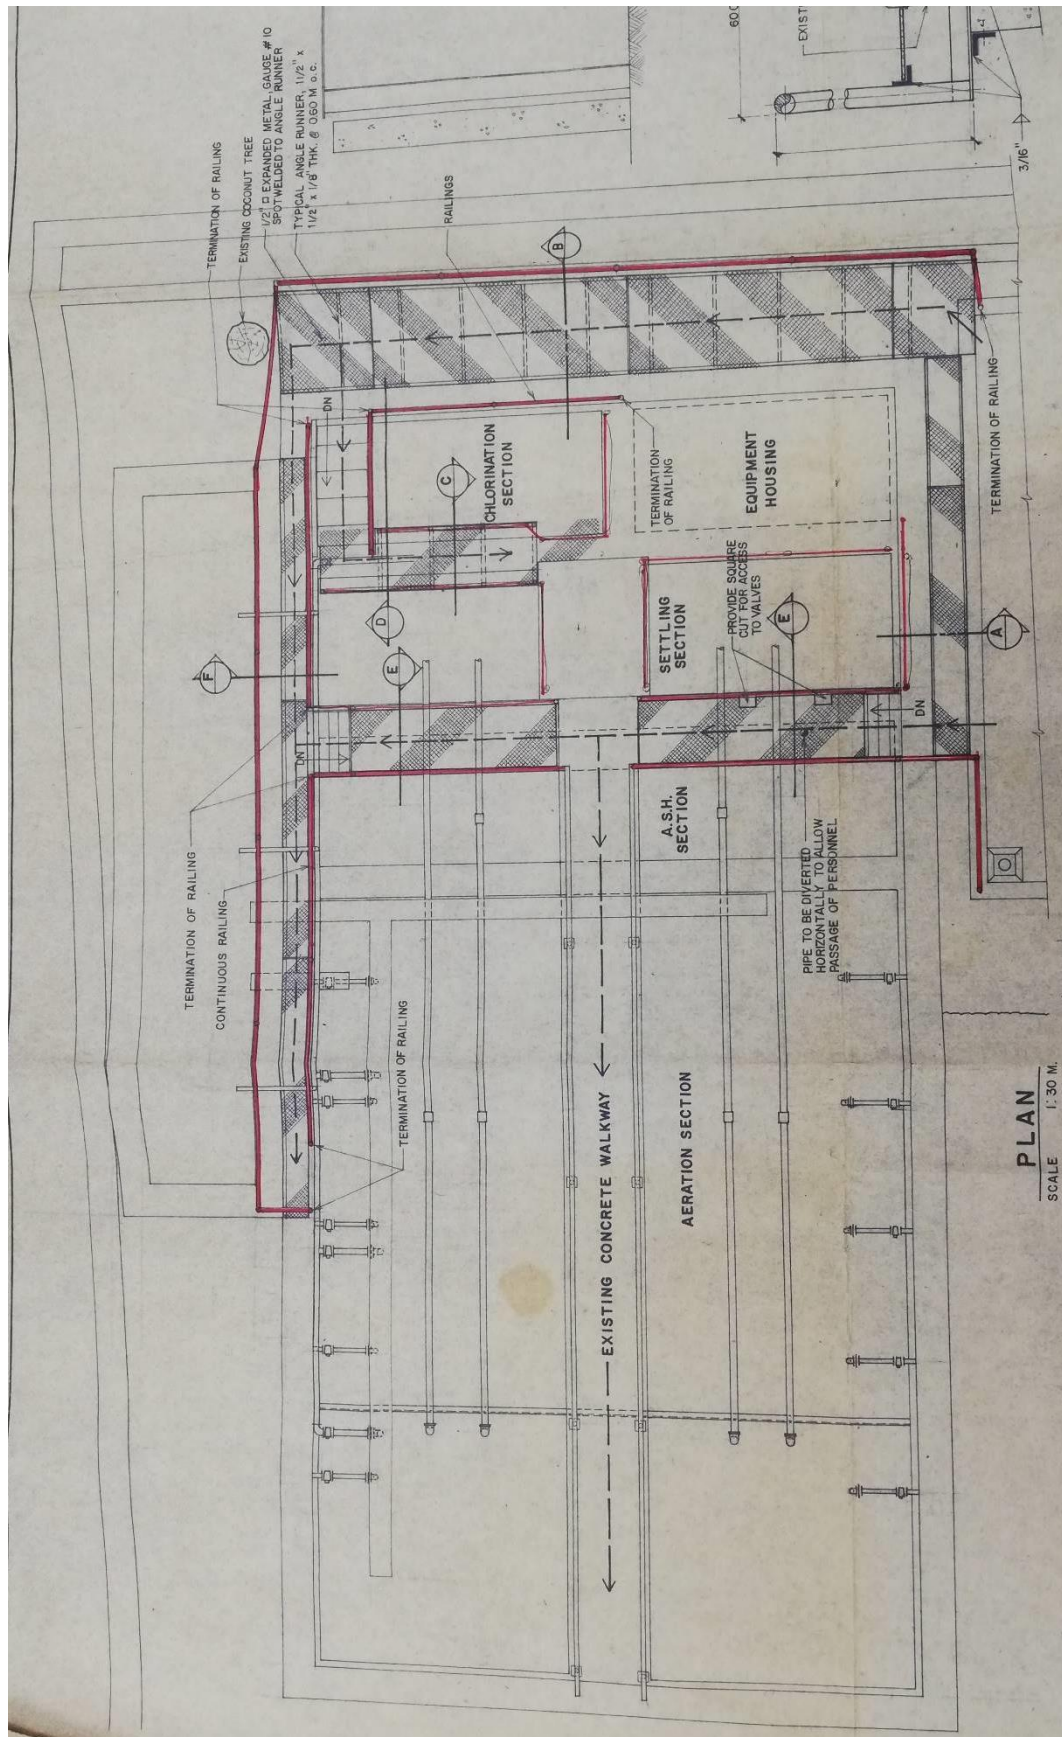 1/2" □ EXPANDED METAL, GAUGE # 10
SPOTWELDED TO ANGLE RUNNER
TYPICAL ANGLE RUNNER, 1 1/2" x
1 1/2" x 1/8" THK. @ 0.60 M o.c.
TERMINATION OF RAILING
EXISTING COCONUT TREE
RAILINGS
60.0
EXIST
3/16"
B
DN
C
CHLORINATION
SECTION
TERMINATION
OF RAILING
EQUIPMENT
HOUSING
TERMINATION OF RAILING
F
D
E
SETTLING
SECTION
PROVIDE SQUARE
CUT FOR ACCESS
TO VALVES
E
A
DN
DN
TERMINATION OF RAILING
CONTINUOUS RAILING
A.S.H.
SECTION
PIPE TO BE DIVERTED
HORIZONTALLY TO ALLOW
PASSAGE OF PERSONNEL
TERMINATION OF RAILING
EXISTING CONCRETE WALKWAY
AERATION SECTION
PLAN
SCALE 1:30 M.